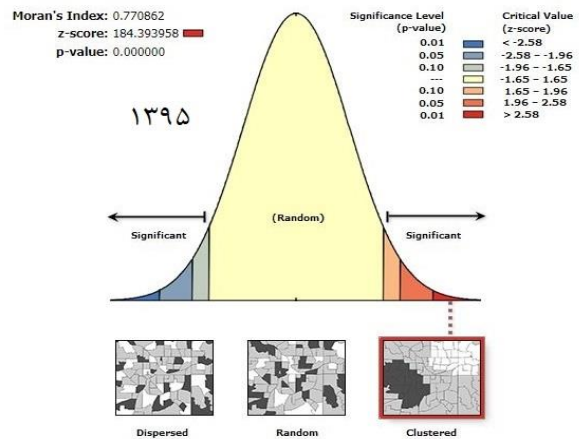 Moran's Index: 0.770862
z-score: 184.393958
p-value: 0.000000
Significance Level
(p-value)
Critical Value
(z-score)
0.01 < -2.58
0.05 -2.58 – -1.96
0.10 -1.96 – -1.65
--- -1.65 – 1.65
0.10 1.65 – 1.96
0.05 1.96 – 2.58
0.01 > 2.58
۱۳۹۵
Significant (Random) Significant
Dispersed Random Clustered